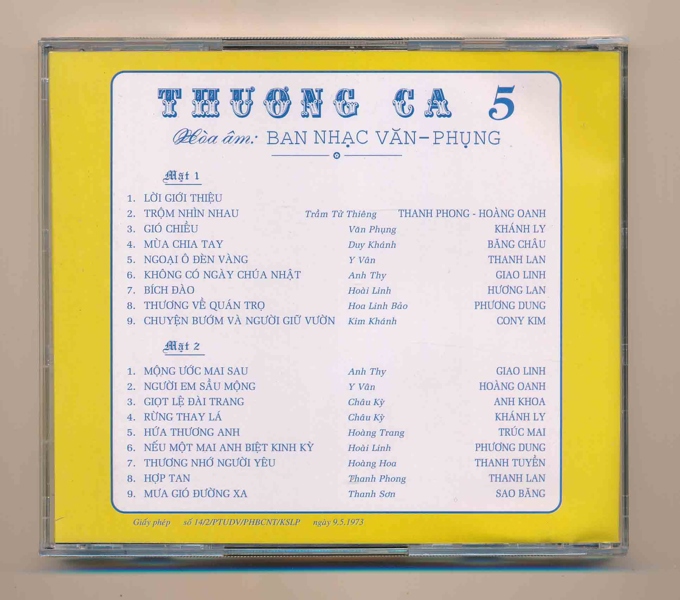 THƯƠNG CA 5
Hòa âm: BAN NHẠC VĂN-PHỤNG
Mặt 1
1. LỜI GIỚI THIỆU
2. TRỘM NHÌN NHAU Trầm Tử Thiêng THANH PHONG - HOÀNG OANH
3. GIÓ CHIỀU Văn Phụng KHÁNH LY
4. MÙA CHIA TAY Duy Khánh BĂNG CHÂU
5. NGOẠI Ô ĐÈN VÀNG Y Vân THANH LAN
6. KHÔNG CÓ NGÀY CHÚA NHẬT Anh Thy GIAO LINH
7. BÍCH ĐÀO Hoài Linh HƯƠNG LAN
8. THƯƠNG VỀ QUÁN TRỌ Hoa Linh Bảo PHƯƠNG DUNG
9. CHUYỆN BƯỚM VÀ NGƯỜI GIỮ VƯỜN Kim Khánh CONY KIM
Mặt 2
1. MỘNG ƯỚC MAI SAU Anh Thy GIAO LINH
2. NGƯỜI EM SẦU MỘNG Y Vân HOÀNG OANH
3. GIỌT LỆ ĐÀI TRANG Châu Kỳ ANH KHOA
4. RỪNG THAY LÁ Châu Kỳ KHÁNH LY
5. HỨA THƯƠNG ANH Hoàng Trang TRÚC MAI
6. NẾU MỘT MAI ANH BIỆT KINH KỲ Hoài Linh PHƯƠNG DUNG
7. THƯƠNG NHỚ NGƯỜI YÊU Hoàng Hoa THANH TUYỀN
8. HỢP TAN Thanh Phong THANH LAN
9. MƯA GIÓ ĐƯỜNG XA Thanh Sơn SAO BĂNG
Giấy phép số 14/2/PTUDV/PHBCNT/KSLP ngày 9.5.1973